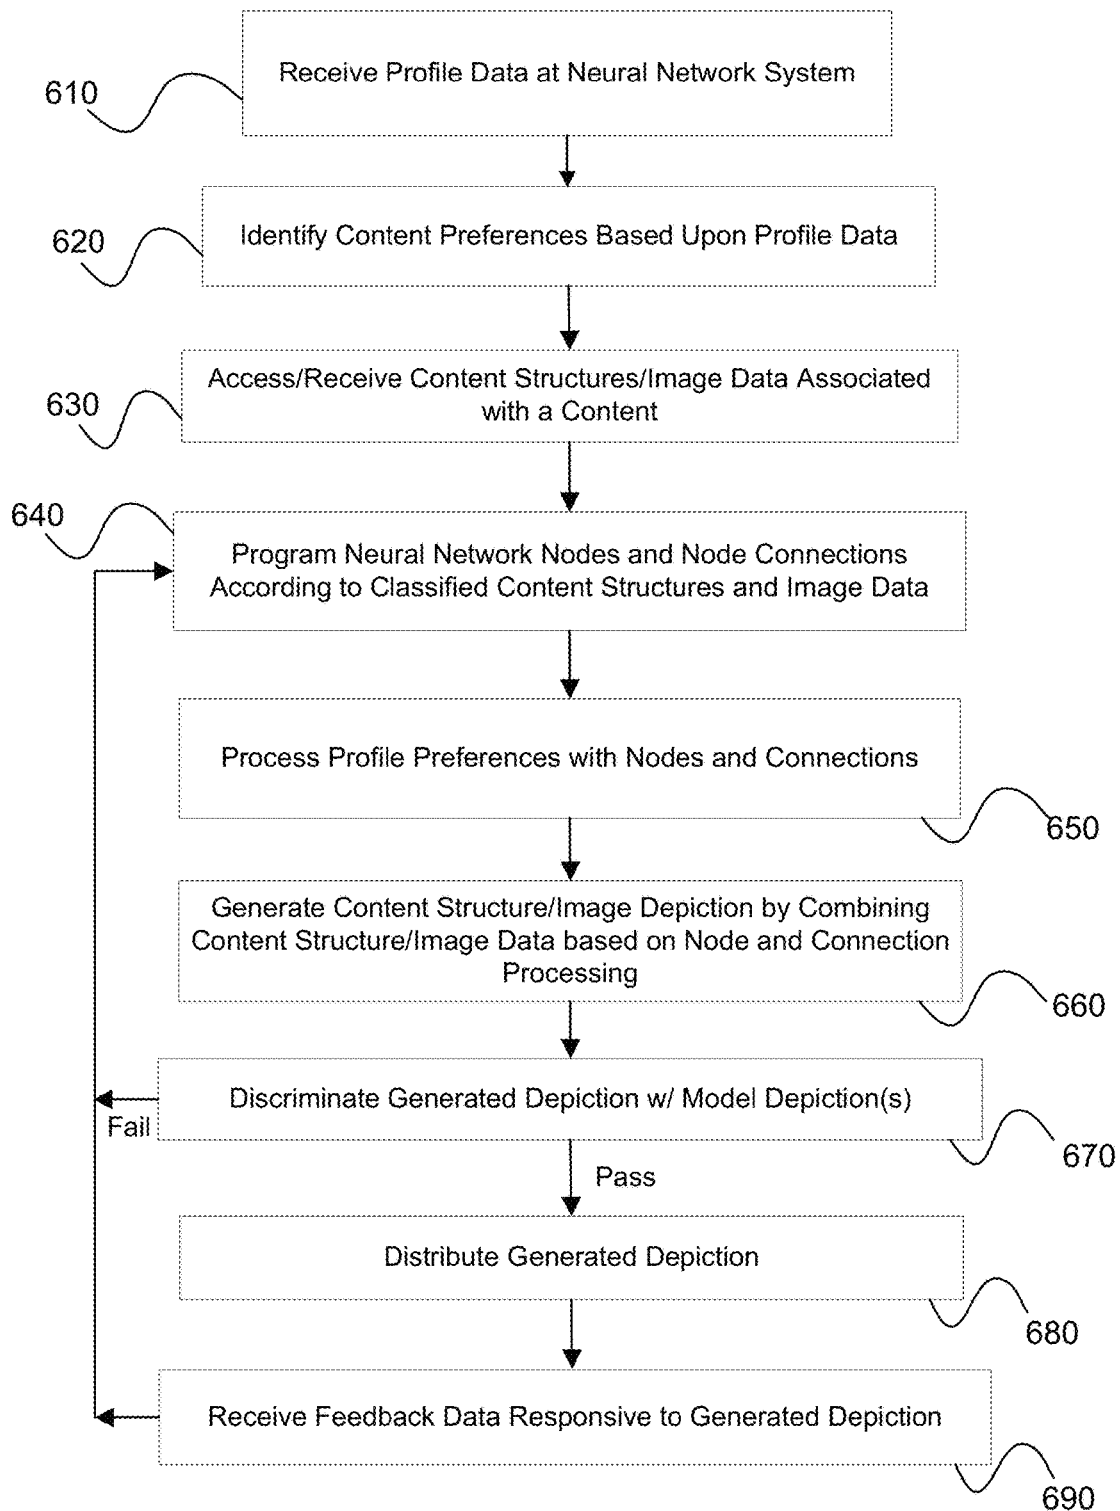 Receive Profile Data at Neural Network System
610
Identify Content Preferences Based Upon Profile Data
620
Access/Receive Content Structures/Image Data Associated
with a Content
630
640
Program Neural Network Nodes and Node Connections
According to Classified Content Structures and Image Data
Process Profile Preferences with Nodes and Connections
650
Generate Content Structure/Image Depiction by Combining
Content Structure/Image Data based on Node and Connection
Processing
660
Discriminate Generated Depiction w/ Model Depiction(s)
Fail
670
Pass
Distribute Generated Depiction
680
Receive Feedback Data Responsive to Generated Depiction
690